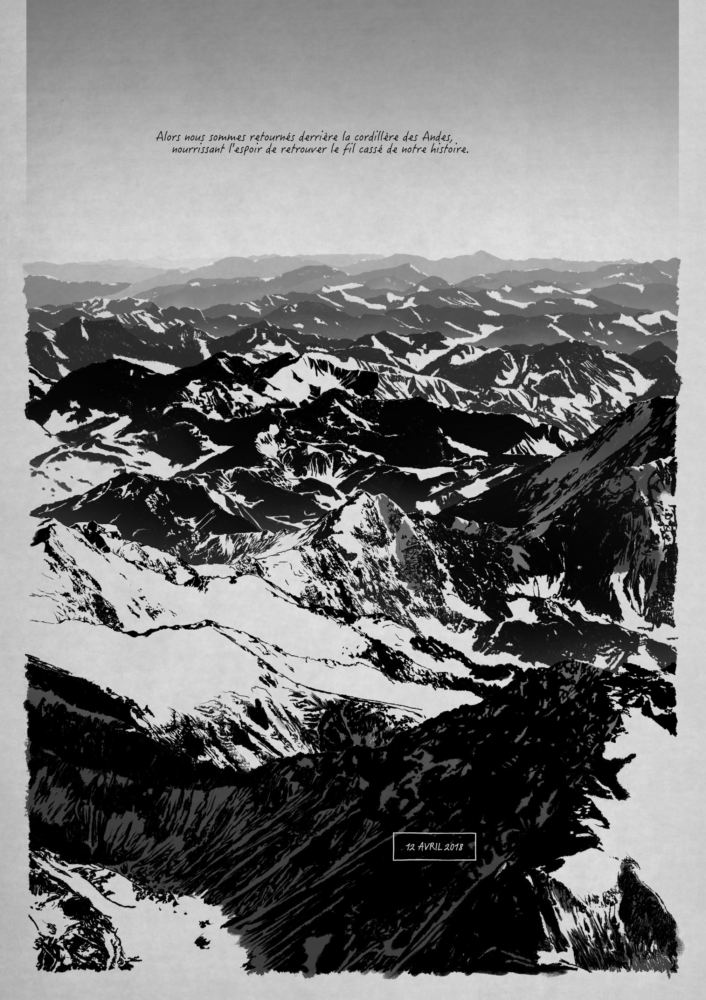 Alors nous sommes retournés derrière la cordillère des Andes,
nourrissant l'espoir de retrouver le fil cassé de notre histoire.
12 AVRIL 2018